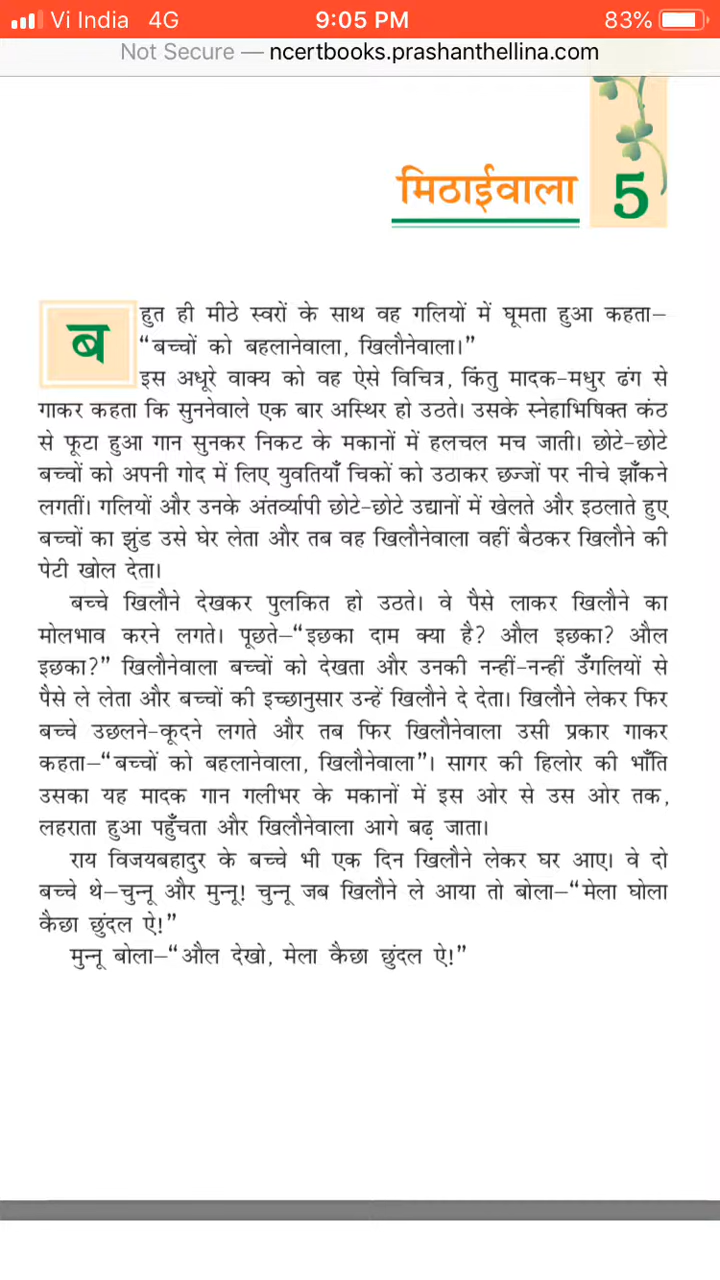 Vi India 4G 9:05 PM 83%
Not Secure — ncertbooks.prashanthellina.com
मिठाईवाला 5
बहुत ही मीठे स्वरों के साथ वह गलियों में घूमता हुआ कहता–
“बच्चों को बहलानेवाला, खिलौनेवाला।”
इस अधूरे वाक्य को वह ऐसे विचित्र, किंतु मादक-मधुर ढंग से
गाकर कहता कि सुननेवाले एक बार अस्थिर हो उठते। उसके स्नेहाभिषिक्त कंठ
से फूटा हुआ गान सुनकर निकट के मकानों में हलचल मच जाती। छोटे-छोटे
बच्चों को अपनी गोद में लिए युवतियाँ चिकों को उठाकर छज्जों पर नीचे झाँकने
लगतीं। गलियों और उनके अंतर्व्यापी छोटे-छोटे उद्यानों में खेलते और इठलाते हुए
बच्चों का झुंड उसे घेर लेता और तब वह खिलौनेवाला वहीं बैठकर खिलौने की
पेटी खोल देता।
बच्चे खिलौने देखकर पुलकित हो उठते। वे पैसे लाकर खिलौने का
मोलभाव करने लगते। पूछते–“इछका दाम क्या है? औल इछका? औल
इछका?” खिलौनेवाला बच्चों को देखता और उनकी नन्हीं-नन्हीं उँगलियों से
पैसे ले लेता और बच्चों की इच्छानुसार उन्हें खिलौने दे देता। खिलौने लेकर फिर
बच्चे उछलने-कूदने लगते और तब फिर खिलौनेवाला उसी प्रकार गाकर
कहता–“बच्चों को बहलानेवाला, खिलौनेवाला”। सागर की हिलोर की भाँति
उसका यह मादक गान गलीभर के मकानों में इस ओर से उस ओर तक,
लहराता हुआ पहुँचता और खिलौनेवाला आगे बढ़ जाता।
राय विजयबहादुर के बच्चे भी एक दिन खिलौने लेकर घर आए। वे दो
बच्चे थे–चुन्नू और मुन्नू! चुन्नू जब खिलौने ले आया तो बोला–“मेला घोला
कैछा छुंदल ऐ!”
मुन्नू बोला–“औल देखो, मेला कैछा छुंदल ऐ!”